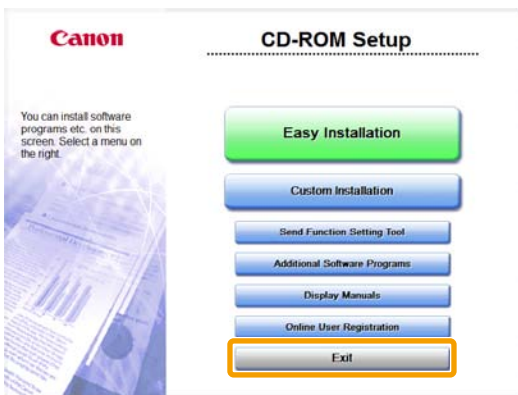 Canon
CD-ROM Setup
You can install software
programs etc. on this
screen. Select a menu on
the right.
Easy Installation
Custom Installation
Send Function Setting Tool
Additional Software Programs
Display Manuals
Online User Registration
Exit